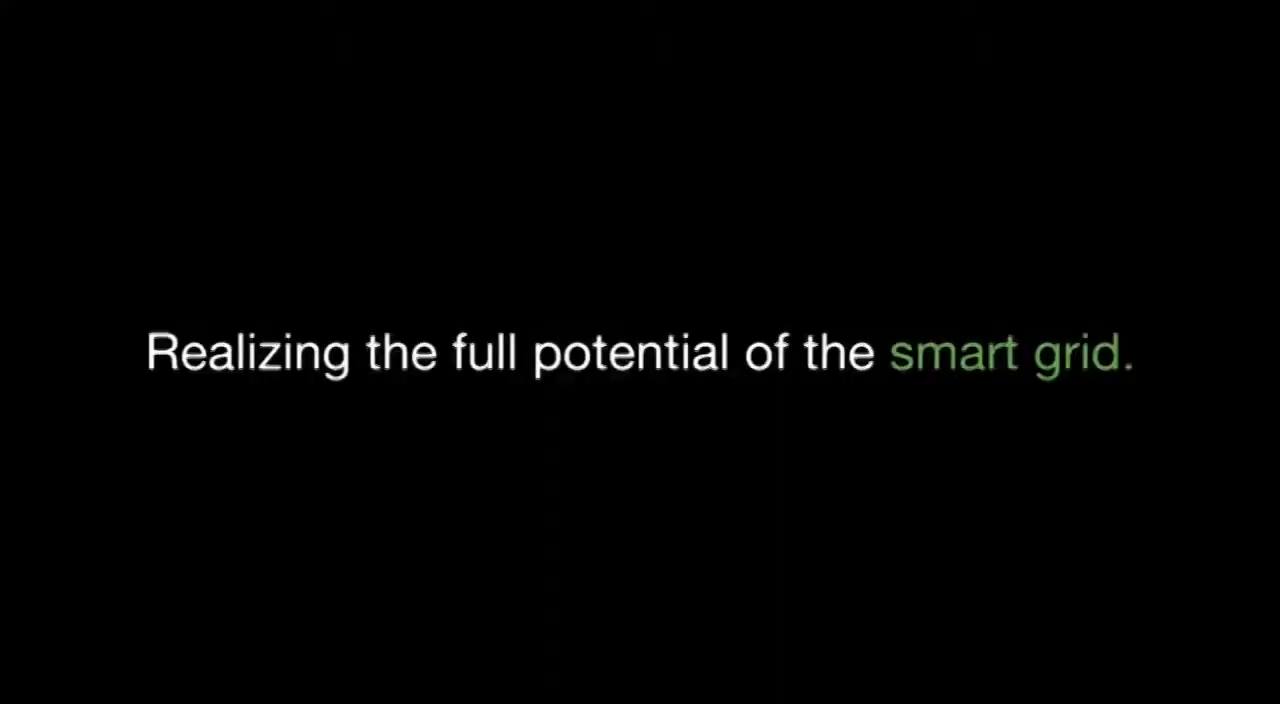 Realizing the full potential of the smart grid.